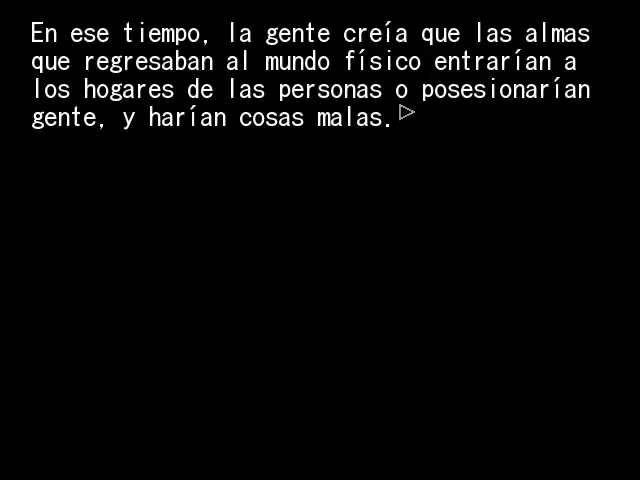 En ese tiempo, la gente creía que las almas
que regresaban al mundo físico entrarían a
los hogares de las personas o posesionarían
gente, y harían cosas malas.